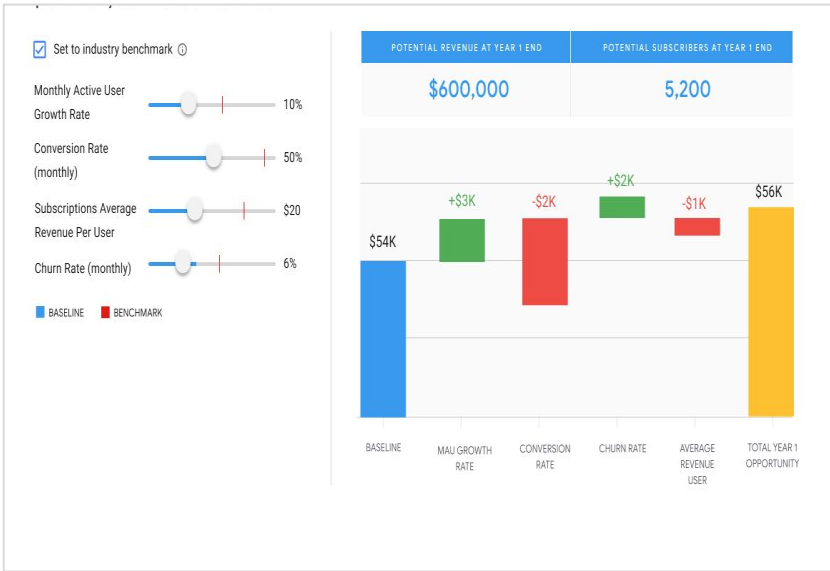 Set to industry benchmark
Monthly Active User
Growth Rate
10%
Conversion Rate
(monthly)
50%
Subscriptions Average
Revenue Per User
$20
Churn Rate (monthly)
6%
BASELINE
BENCHMARK
POTENTIAL REVENUE AT YEAR 1 END
POTENTIAL SUBSCRIBERS AT YEAR 1 END
$600,000
5,200
$54K
+$3K
-$2K
+$2K
-$1K
$56K
BASELINE
MAU GROWTH
RATE
CONVERSION
RATE
CHURN RATE
AVERAGE
REVENUE
USER
TOTAL YEAR 1
OPPORTUNITY